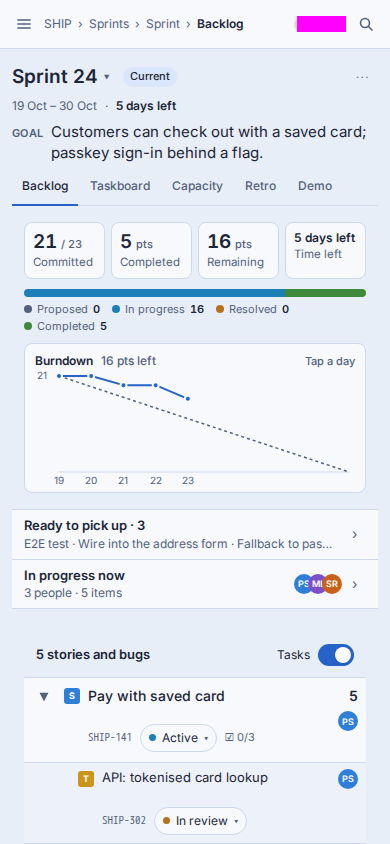 SHIP › Sprints › Sprint › Backlog
Sprint 24 ▾ Current ...
19 Oct – 30 Oct · 5 days left
GOAL Customers can check out with a saved card;
passkey sign-in behind a flag.
Backlog Taskboard Capacity Retro Demo
21 / 23 5 pts 16 pts 5 days left
Committed Completed Remaining Time left
Proposed 0 In progress 16 Resolved 0
Completed 5
Burndown 16 pts left Tap a day
21
19 20 21 22 23
Ready to pick up · 3
E2E test · Wire into the address form · Fallback to pas…
In progress now
3 people · 5 items
PS SR
5 stories and bugs Tasks
S Pay with saved card 5
PS
SHIP-141 Active 0/3
T API: tokenised card lookup PS
SHIP-302 In review